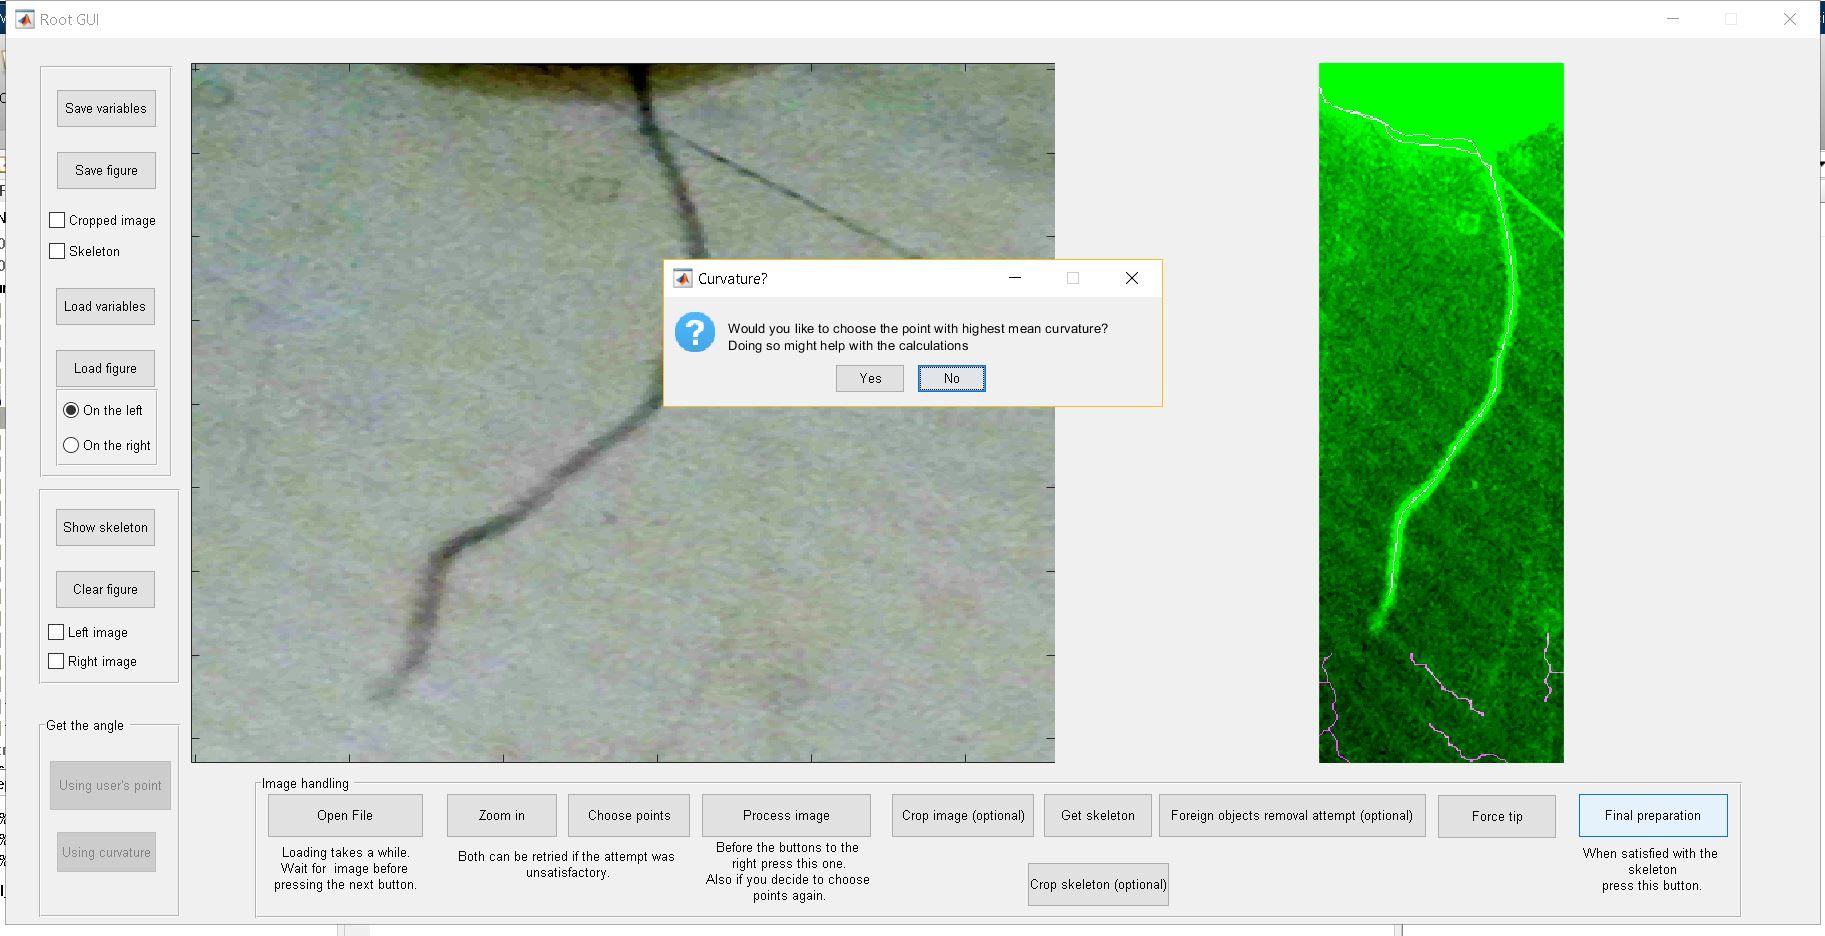 Root GUI
Save variables
Save figure
Cropped image
Skeleton
Load variables
Load figure
On the left
On the right
Show skeleton
Clear figure
Left image
Right image
Get the angle
Using user's point
Using curvature
Curvature?
Would you like to choose the point with highest mean curvature?
Doing so might help with the calculations
Yes
No
Image handling
Open File
Loading takes a while.
Wait for image before
pressing the next button.
Zoom in
Choose points
Both can be retried if the attempt was
unsatisfactory.
Process image
Before the buttons to the
right press this one.
Also if you decide to choose
points again.
Crop image (optional)
Get skeleton
Foreign objects removal attempt (optional)
Crop skeleton (optional)
Force tip
Final preparation
When satisfied with the
skeleton
press this button.